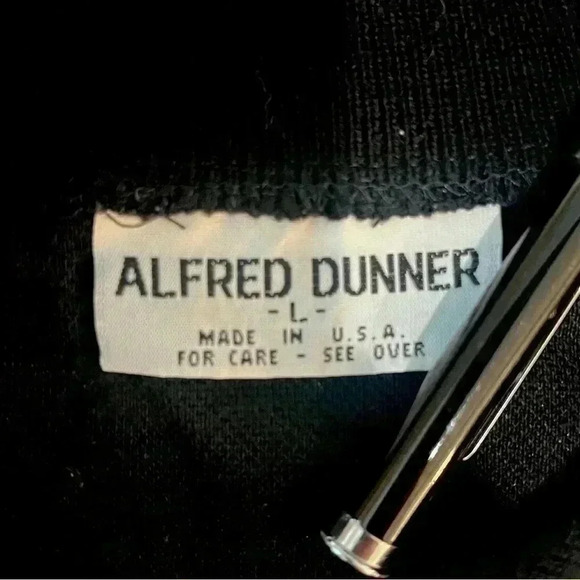 ALFRED DUNNER
- L -
MADE IN U.S.A.
FOR CARE - SEE OVER